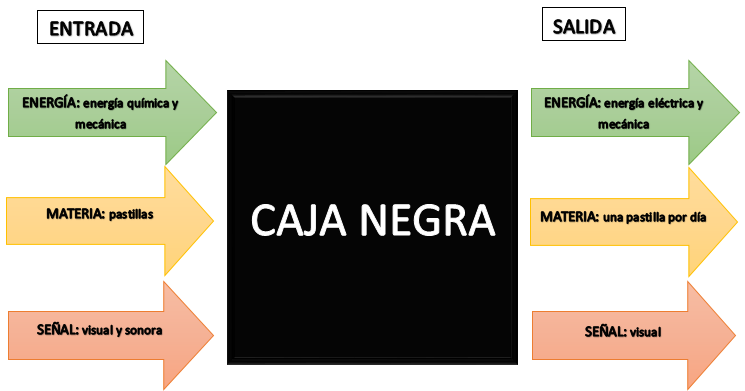 ENTRADA
ENERGÍA: energía química y
mecánica
MATERIA: pastillas
SEÑAL: visual y sonora
CAJA NEGRA
SALIDA
ENERGÍA: energía eléctrica y
mecánica
MATERIA: una pastilla por día
SEÑAL: visual